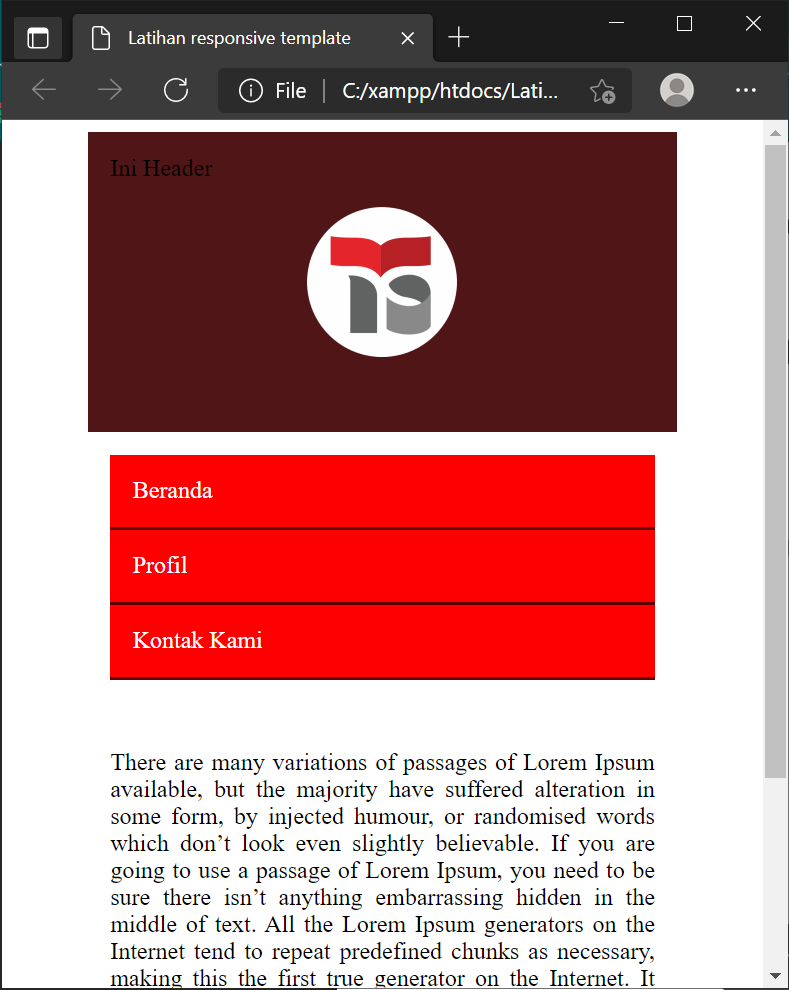 Latihan responsive template
File
C:/xampp/htdocs/Lati...
Ini Header
Beranda
Profil
Kontak Kami
There are many variations of passages of Lorem Ipsum
available, but the majority have suffered alteration in
some form, by injected humour, or randomised words
which don’t look even slightly believable. If you are
going to use a passage of Lorem Ipsum, you need to be
sure there isn’t anything embarrassing hidden in the
middle of text. All the Lorem Ipsum generators on the
Internet tend to repeat predefined chunks as necessary,
making this the first true generator on the Internet. It